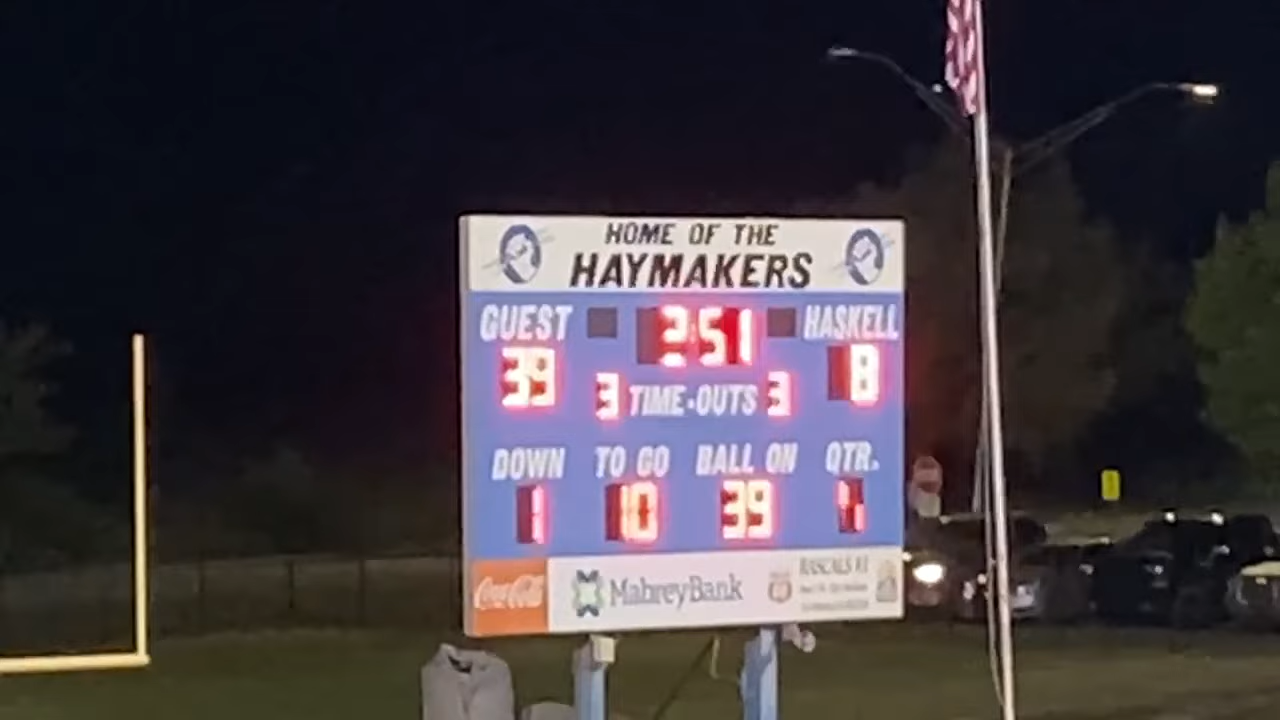 HOME OF THE
HAYMAKERS
GUEST 2:51 HASKELL
39 8
3 TIME-OUTS 3
DOWN TO GO BALL ON QTR.
1 10 39 4
Coca-Cola MabreyBank RASCALS